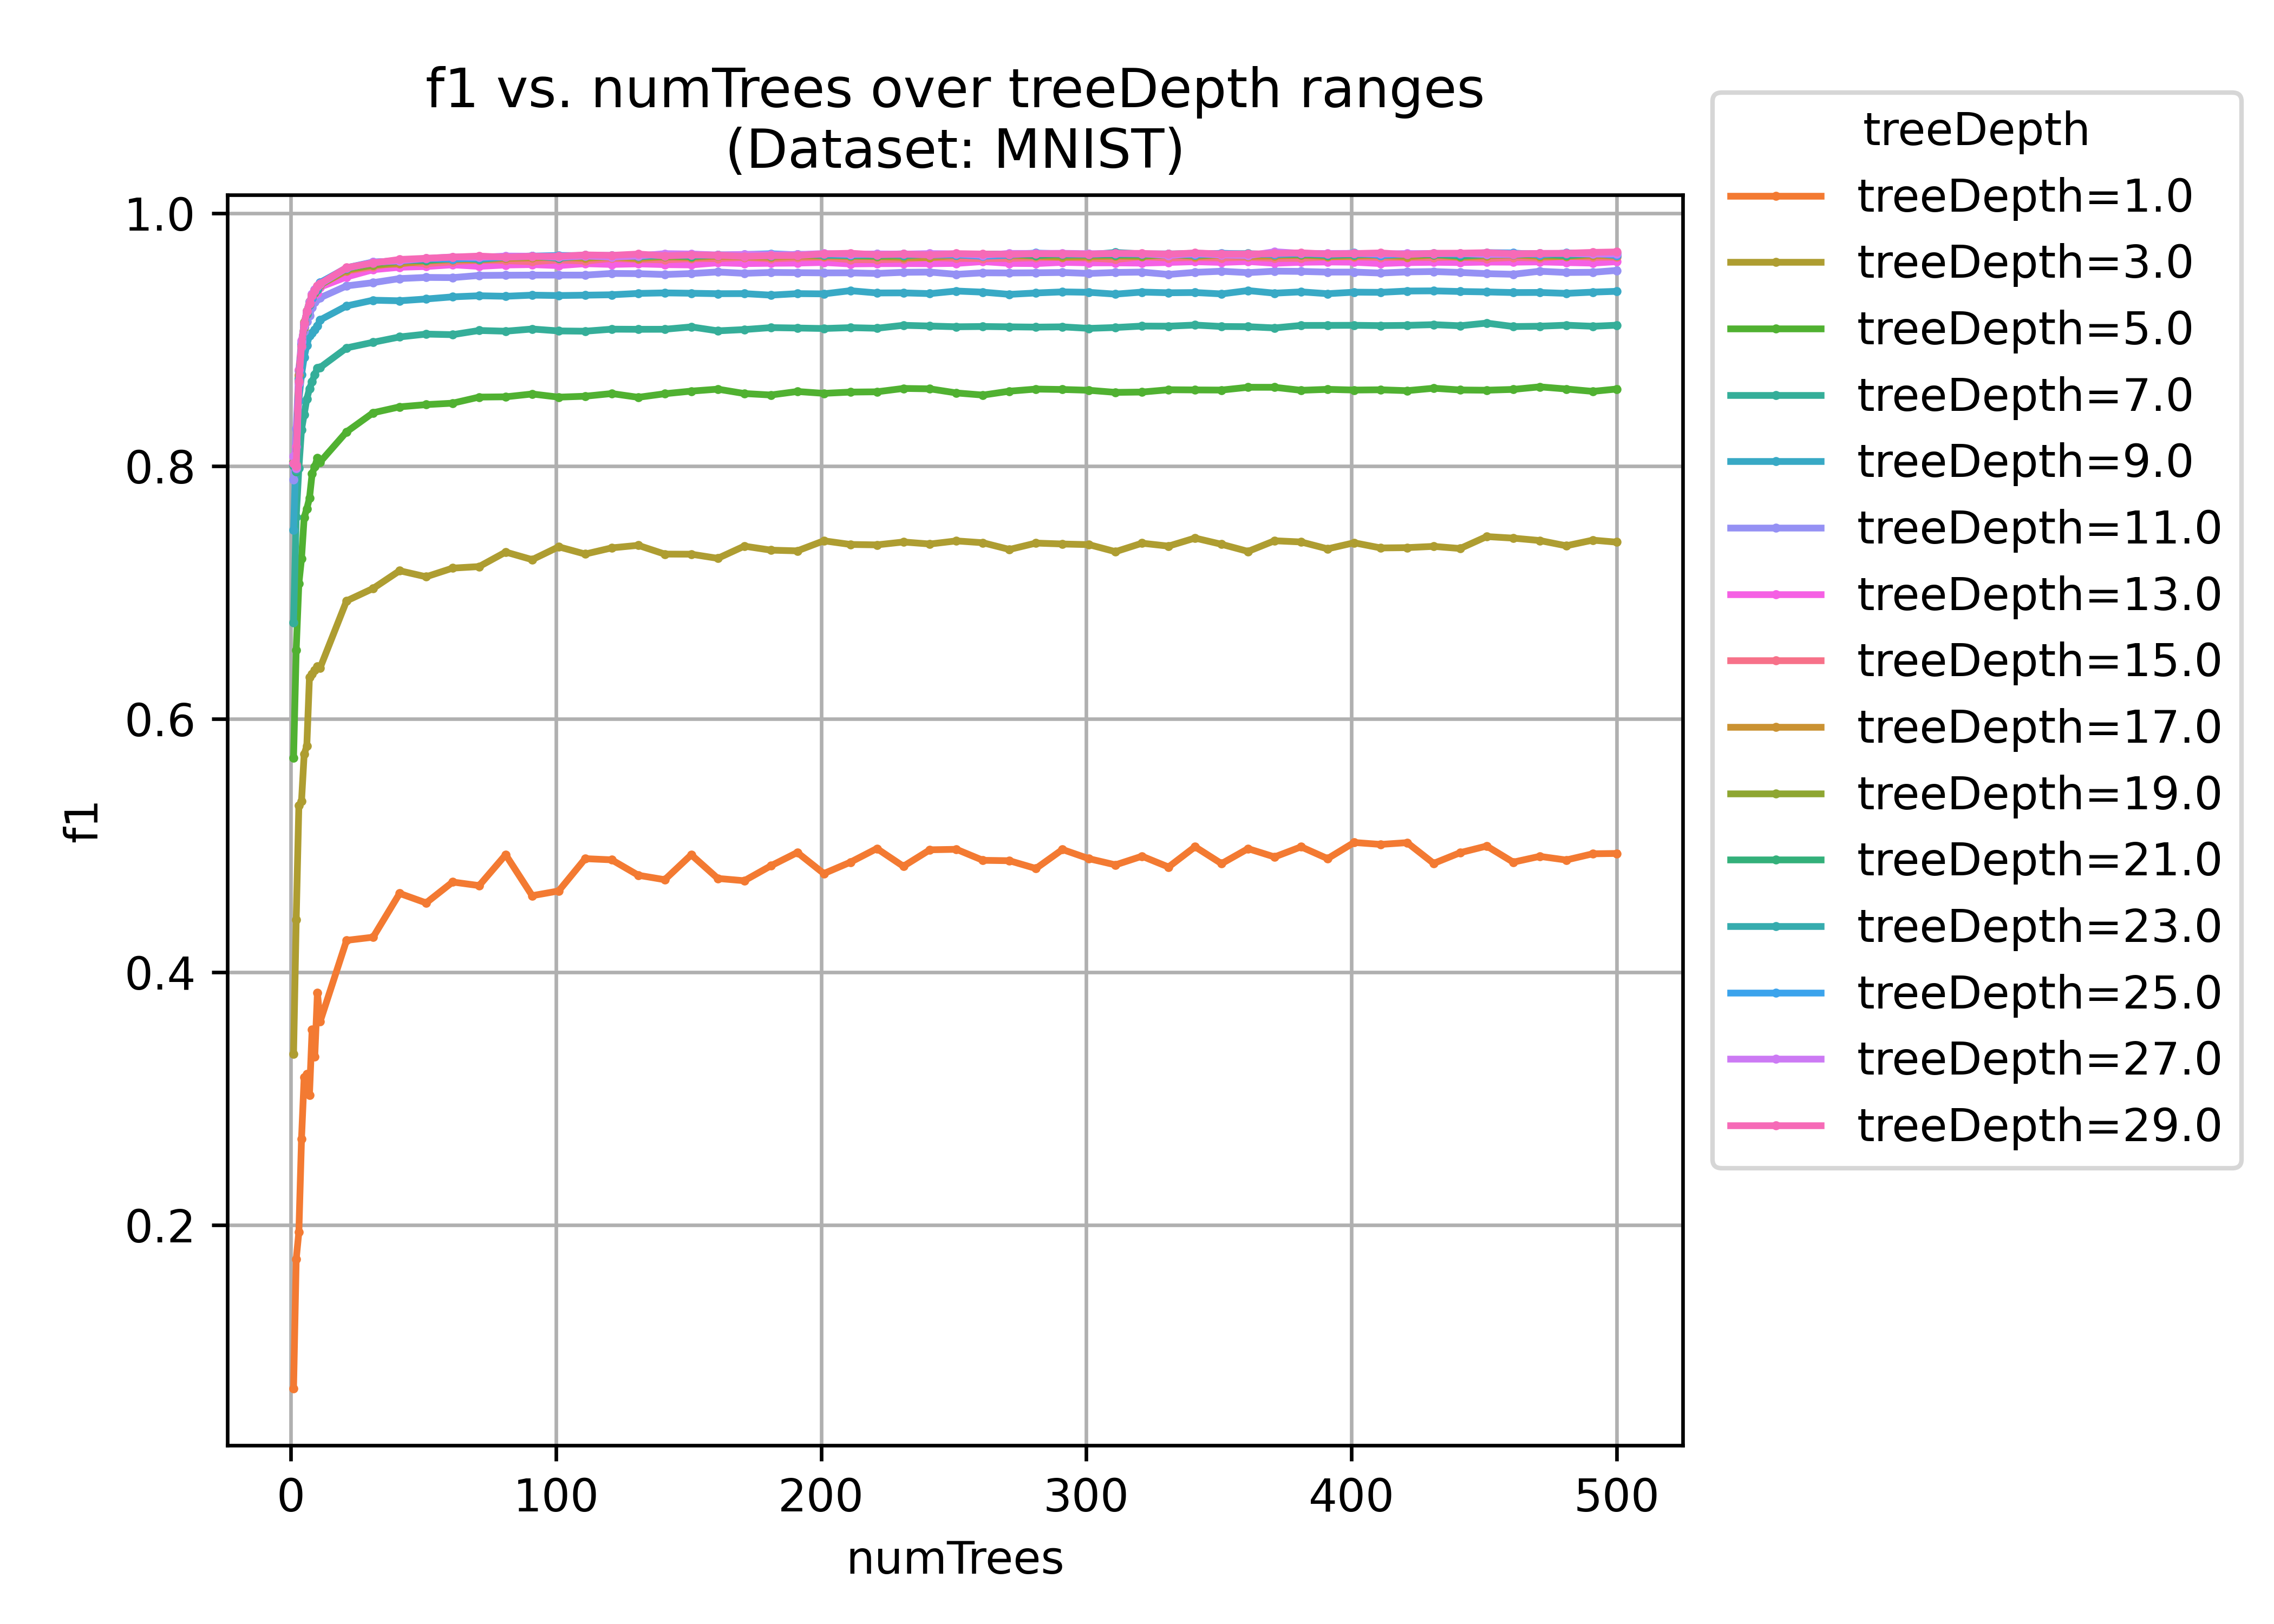 f1 vs. numTrees over treeDepth ranges
(Dataset: MNIST)
treeDepth
treeDepth=1.0
treeDepth=3.0
treeDepth=5.0
treeDepth=7.0
treeDepth=9.0
treeDepth=11.0
treeDepth=13.0
treeDepth=15.0
treeDepth=17.0
treeDepth=19.0
treeDepth=21.0
treeDepth=23.0
treeDepth=25.0
treeDepth=27.0
treeDepth=29.0
1.0
0.8
0.6
0.4
0.2
f1
0 100 200 300 400 500
numTrees